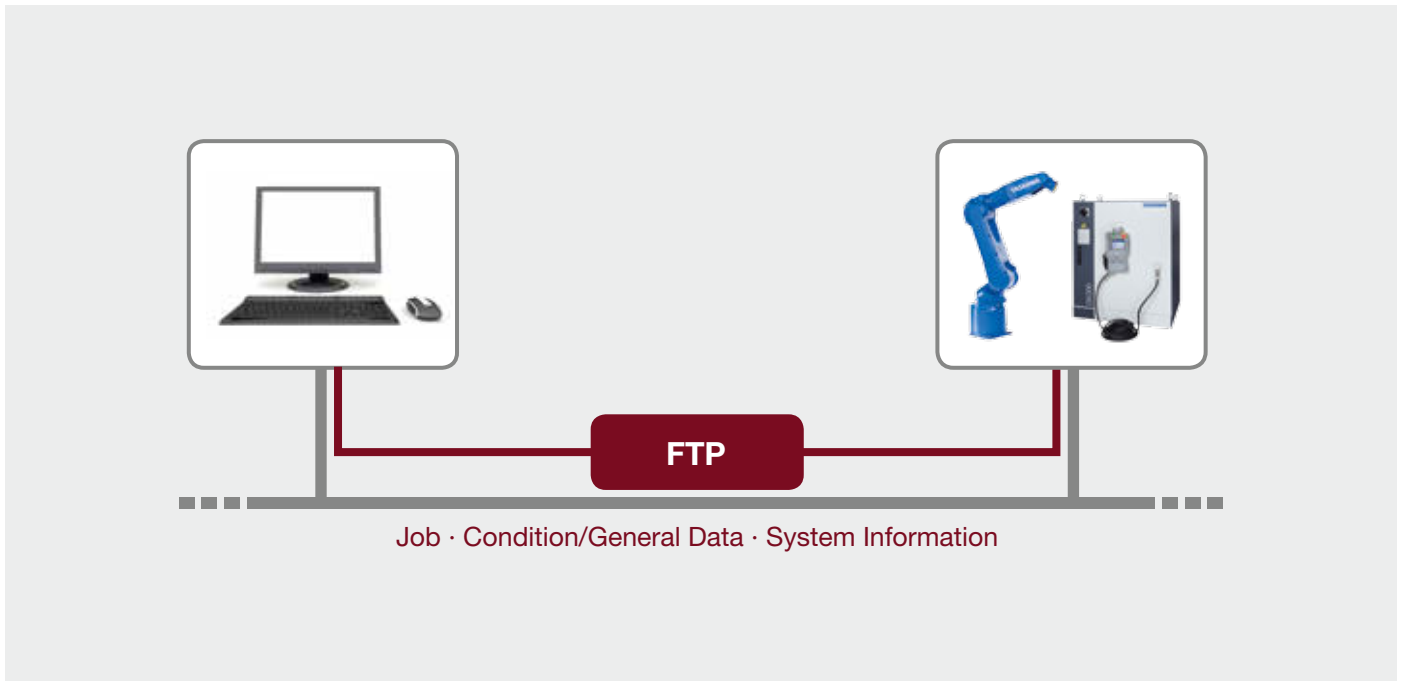 FTP
Job · Condition/General Data · System Information